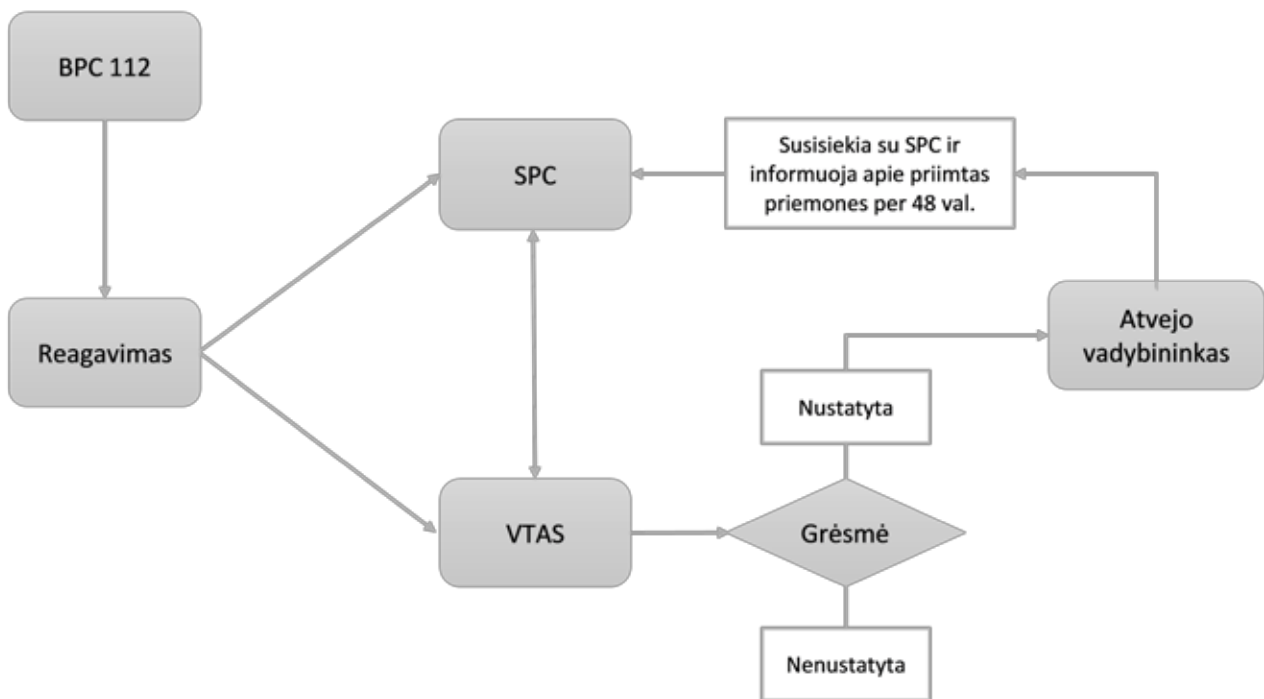 BPC 112
SPC
Susisiekia su SPC ir
informuoja apie priimtas
priemones per 48 val.
Reagavimas
Atvejo
vadybininkas
Nustatyta
VTAS
Grėsmė
Nenustatyta